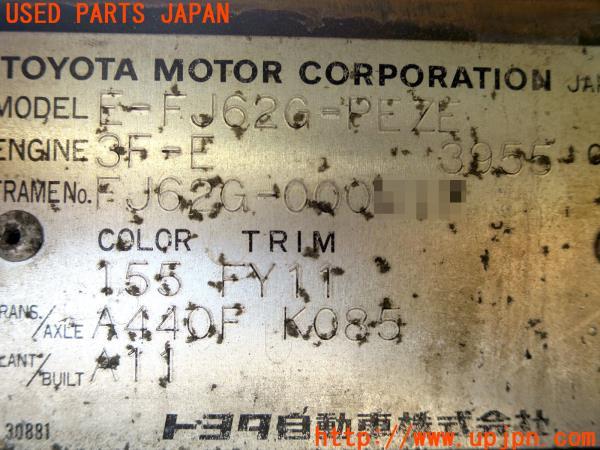 USED PARTS JAPAN
TOYOTA MOTOR CORPORATION JAP
MODEL E-FJ62G-PEZE
ENGINE 3F-E 3955
FRAME No. FJ62G-000
COLOR TRIM
155 FY11
TRANS./AXLE A440F K085
PLANT/BUILT A11
30881 トヨタ自動車株式会社
http://www.upjpn.com